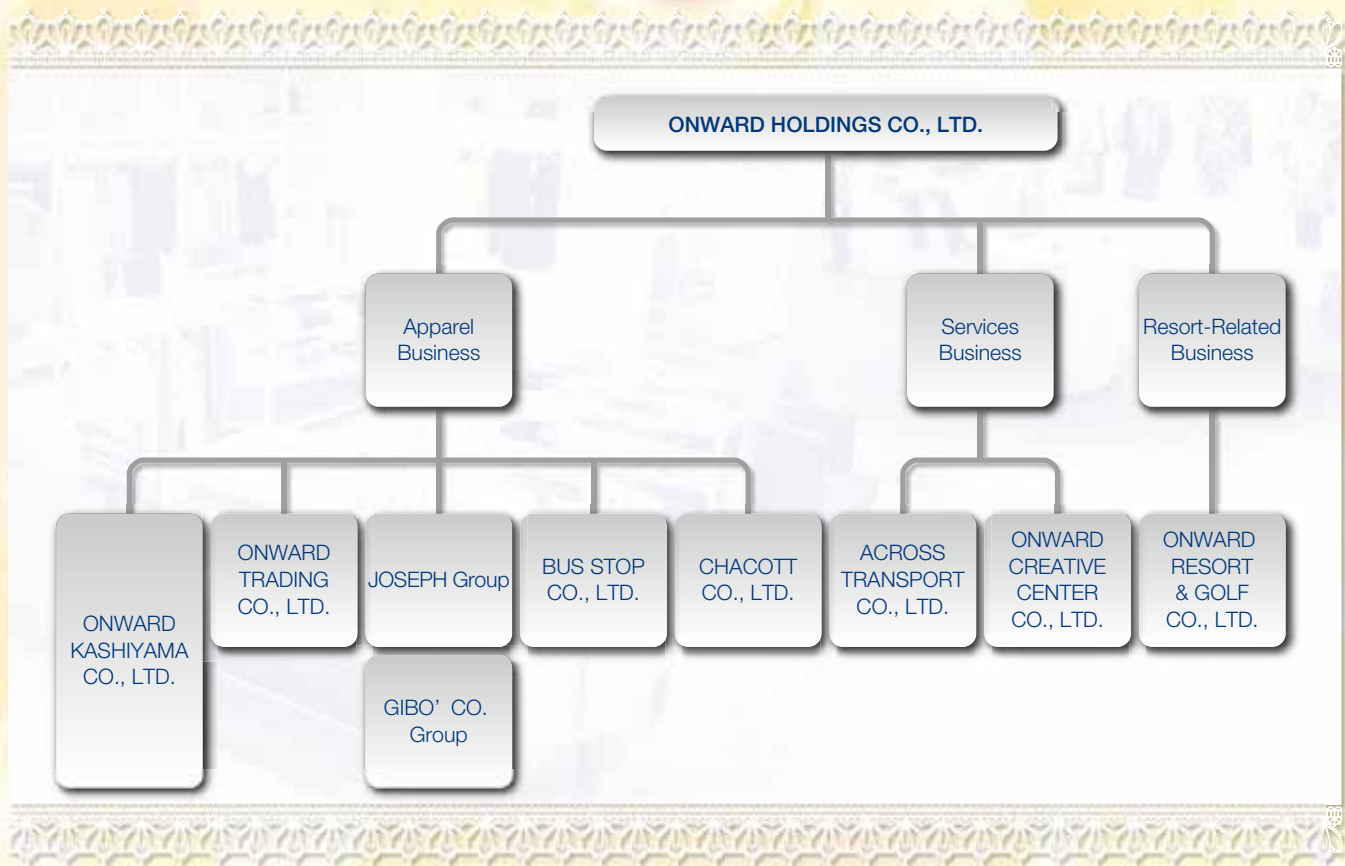 ONWARD HOLDINGS CO., LTD.
Apparel
Business
Services
Business
Resort-Related
Business
ONWARD
KASHIYAMA
CO., LTD.
ONWARD
TRADING
CO., LTD.
JOSEPH Group
GIBO’ CO.
Group
BUS STOP
CO., LTD.
CHACOTT
CO., LTD.
ACROSS
TRANSPORT
CO., LTD.
ONWARD
CREATIVE
CENTER
CO., LTD.
ONWARD
RESORT
& GOLF
CO., LTD.